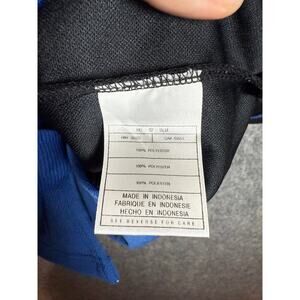 100% POLYESTER
100% POLYESTER
100% POLYESTER
MADE IN INDONESIA
FABRIQUE EN INDONESIE
HECHO EN INDONESIA
SEE REVERSE FOR CARE